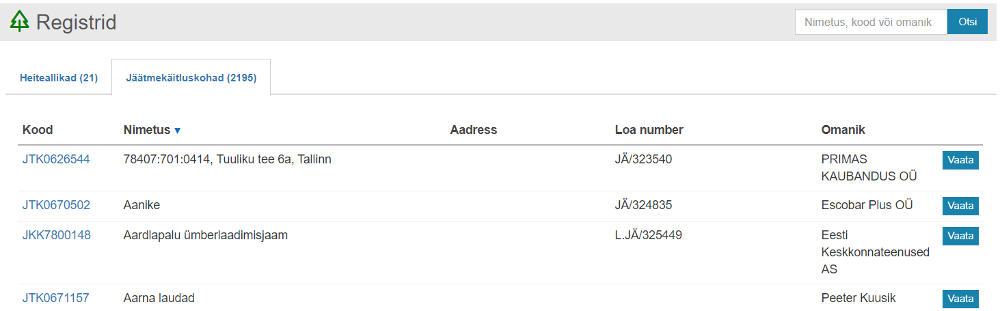 Registrid
Nimetus, kood või omanik
Otsi
Heiteallikad (21)
Jäätmekäitluskohad (2195)
Kood Nimetus ▼ Aadress Loa number Omanik
JTK0626544 78407:701:0414, Tuuliku tee 6a, Tallinn JÄ/323540 PRIMAS Vaata
KAUBANDUS OÜ
JTK0670502 Aanike JÄ/324835 Escobar Plus OÜ Vaata
JKK7800148 Aardlapalu ümberlaadimisjaam L.JÄ/325449 Eesti Vaata
Keskkonnateenused
AS
JTK0671157 Aarna laudad Peeter Kuusik Vaata